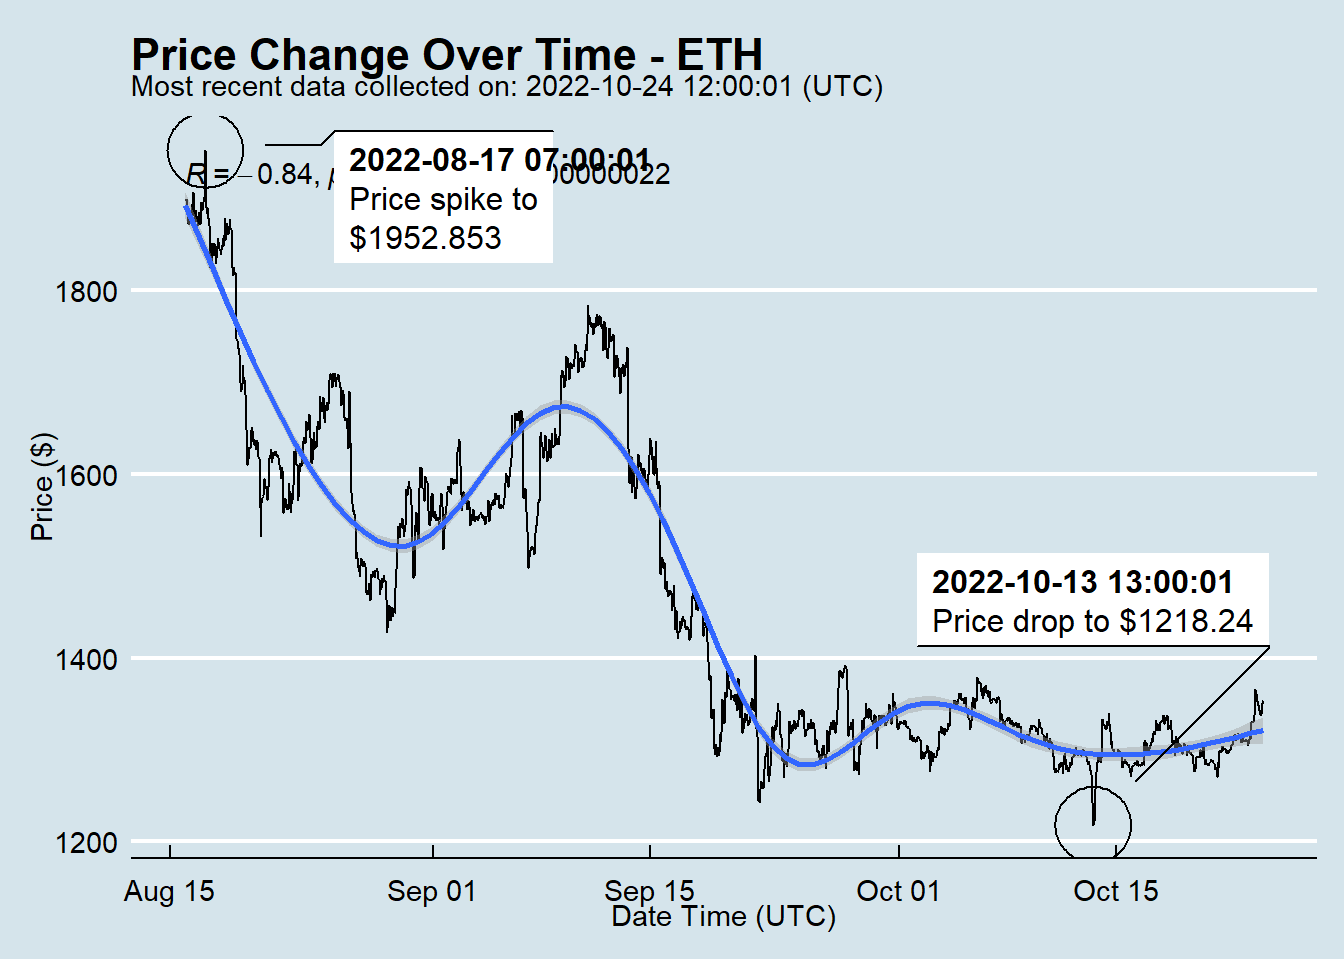 Price Change Over Time - ETH
Most recent data collected on: 2022-10-24 12:00:01 (UTC)
2022-08-17 07:00:01
R = −0.84, 00000022
Price spike to
$1952.853
1800
1600
1400
1200
Price ($)
2022-10-13 13:00:01
Price drop to $1218.24
Aug 15 Sep 01 Sep 15 Oct 01 Oct 15
Date Time (UTC)